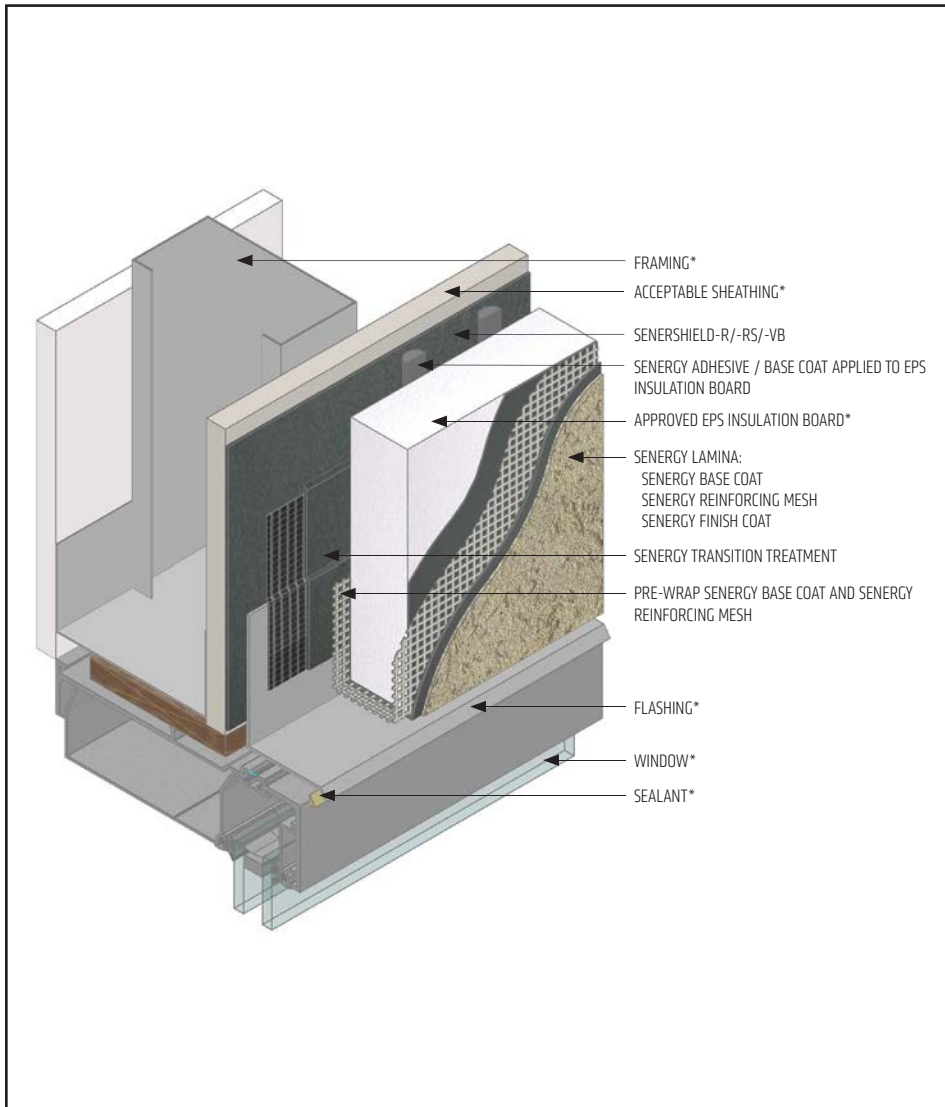 FRAMING*
ACCEPTABLE SHEATHING*
SENERSHIELD-R/-RS/-VB
SENERGY ADHESIVE / BASE COAT APPLIED TO EPS
INSULATION BOARD
APPROVED EPS INSULATION BOARD*
SENERGY LAMINA:
SENERGY BASE COAT
SENERGY REINFORCING MESH
SENERGY FINISH COAT
SENERGY TRANSITION TREATMENT
PRE-WRAP SENERGY BASE COAT AND SENERGY
REINFORCING MESH
FLASHING*
WINDOW*
SEALANT*